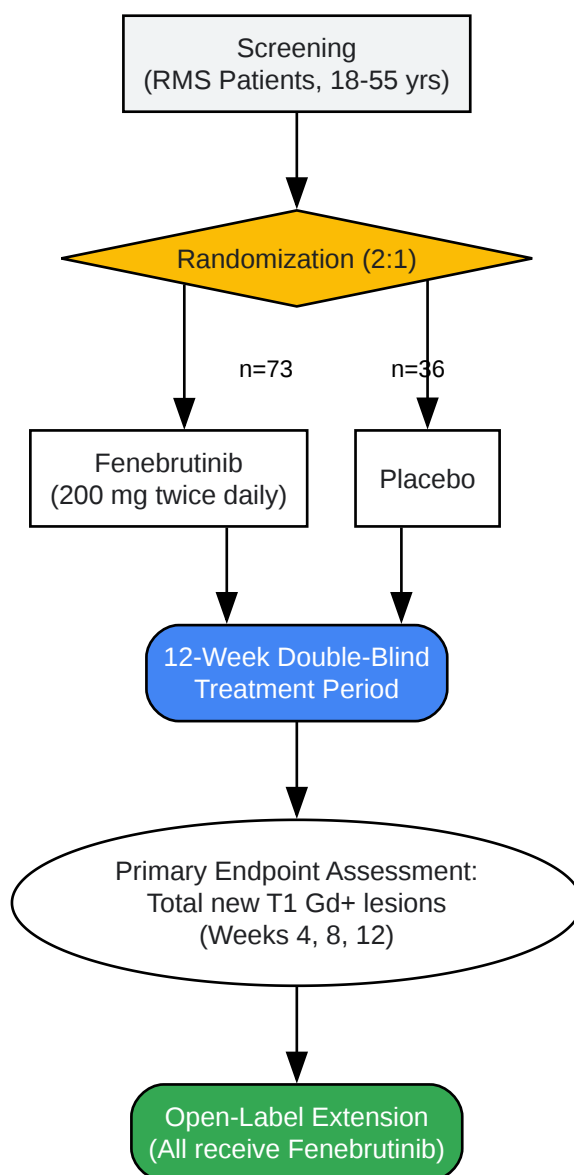 Screening
(RMS Patients, 18-55 yrs)
Randomization (2:1)
n=73
n=36
Fenebrutinib
(200 mg twice daily)
Placebo
12-Week Double-Blind
Treatment Period
Primary Endpoint Assessment:
Total new T1 Gd+ lesions
(Weeks 4, 8, 12)
Open-Label Extension
(All receive Fenebrutinib)